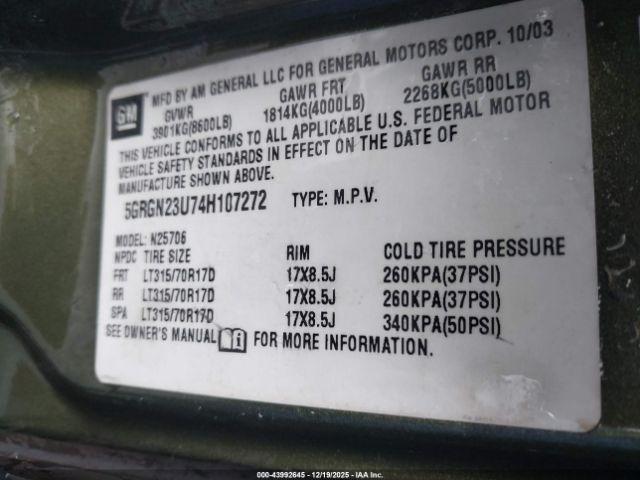 GM
MFD BY AM GENERAL LLC FOR GENERAL MOTORS CORP. 10/03
GVWR GAWR FRT GAWR RR
3901KG(8600LB) 1814KG(4000LB) 2268KG(5000LB)
THIS VEHICLE CONFORMS TO ALL APPLICABLE U.S. FEDERAL MOTOR
VEHICLE SAFETY STANDARDS IN EFFECT ON THE DATE OF
MANUFACTURE SHOWN ABOVE.
5GRGN23U74H107272 TYPE: M.P.V.
MODEL: N25706
NPDC TIRE SIZE RIM COLD TIRE PRESSURE
FRT LT315/70R17D 17X8.5J 260KPA(37PSI)
RR LT315/70R17D 17X8.5J 260KPA(37PSI)
SPA LT315/70R17D 17X8.5J 340KPA(50PSI)
SEE OWNER'S MANUAL i FOR MORE INFORMATION.
000-43992645 - 12/19/2025 - IAA Inc.